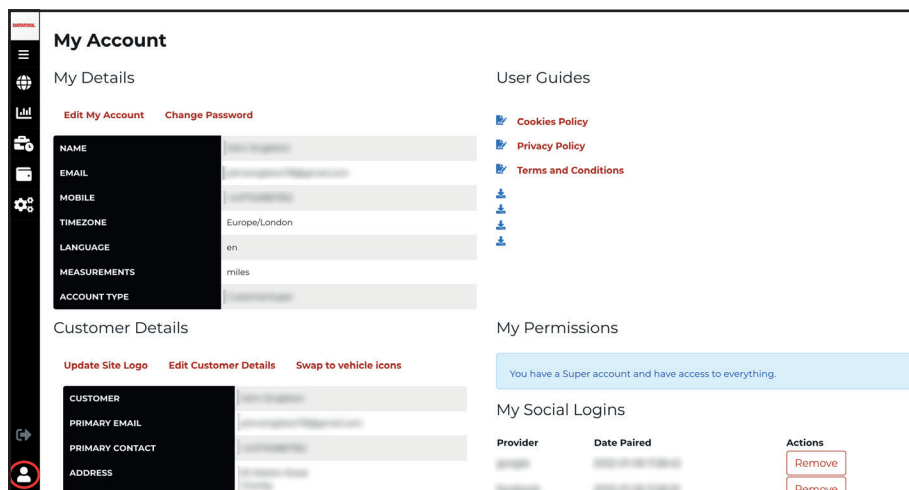 DATATOOL
My Account
My Details
Edit My Account Change Password
NAME
EMAIL
MOBILE
TIMEZONE Europe/London
LANGUAGE en
MEASUREMENTS miles
ACCOUNT TYPE
User Guides
Cookies Policy
Privacy Policy
Terms and Conditions
Customer Details
Update Site Logo Edit Customer Details Swap to vehicle icons
CUSTOMER
PRIMARY EMAIL
PRIMARY CONTACT
ADDRESS
My Permissions
You have a Super account and have access to everything.
My Social Logins
Provider Date Paired Actions
Remove
Remove